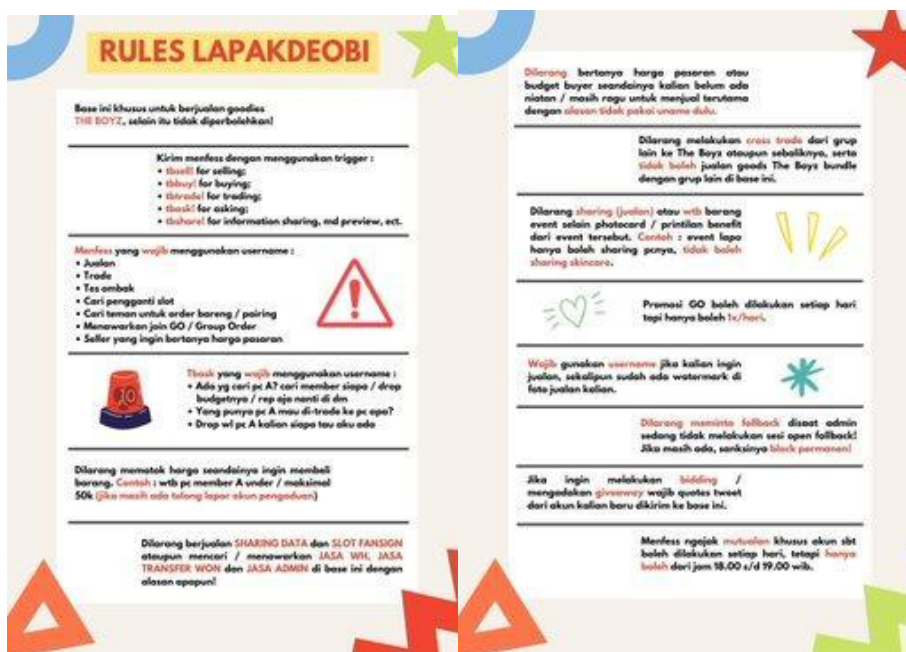 RULES LAPAKDEOBI
Base ini khusus untuk berjualan goodies
THE BOYZ, selain itu tidak diperbolehkan!
Kirim menfess dengan menggunakan trigger :
• tbsell! for selling;
• tbbuy! for buying;
• tbtrade! for trading;
• tbask! for asking;
• tbshare! for information sharing, md preview, ect.
Menfess yang wajib menggunakan username :
• Jualan
• Trade
• Tes ombak
• Cari pengganti slot
• Cari teman untuk order bareng / pairing
• Menawarkan join GO / Group Order
• Seller yang ingin bertanya harga pasaran
Tbask yang wajib menggunakan username :
• Ada yg cari pc A? cari member siapa / drop
budgetnya / rep aja nanti di dm
• Yang punya pc A mau di-trade ke pc apa?
• Drop wl pc A kalian siapa tau aku ada
Dilarang mematok harga seandainya ingin membeli
barang. Contoh : wtb pc member A under / maksimal
50k (jika masih ada tolong lapor akun pengaduan)
Dilarang berjualan SHARING DATA dan SLOT FANSIGN
ataupun mencari / menawarkan JASA WH, JASA
TRANSFER WON dan JASA ADMIN di base ini dengan
alasan apapun!
Dilarang bertanya harga pasaran atau
budget buyer seandainya kalian belum ada
niatan / masih ragu untuk menjual terutama
dengan alasan tidak pakai uname dulu.
Dilarang melakukan cross trade dari grup
lain ke The Boyz ataupun sebaliknya, serta
tidak boleh jualan goods The Boyz bundle
dengan grup lain di base ini.
Dilarang sharing (jualan) atau wtb barang
event selain photocard / printilan benefit
dari event tersebut. Contoh : event lapo
hanya boleh sharing pcnya, tidak boleh
sharing skincare.
Promosi GO boleh dilakukan setiap hari
tapi hanya boleh 1x/hari.
Wajib gunakan username jika kalian ingin
jualan, sekalipun sudah ada watermark di
foto jualan kalian.
Dilarang meminta follback disaat admin
sedang tidak melakukan sesi open follback!
Jika masih ada, sanksinya block permanen!
Jika ingin melakukan bidding /
mengadakan giveaway wajib quotes tweet
dari akun kalian baru dikirim ke base ini.
Menfess ngajak mutualan khusus akun sbt
boleh dilakukan setiap hari, tetapi hanya
boleh dari jam 18.00 s/d 19.00 wib.